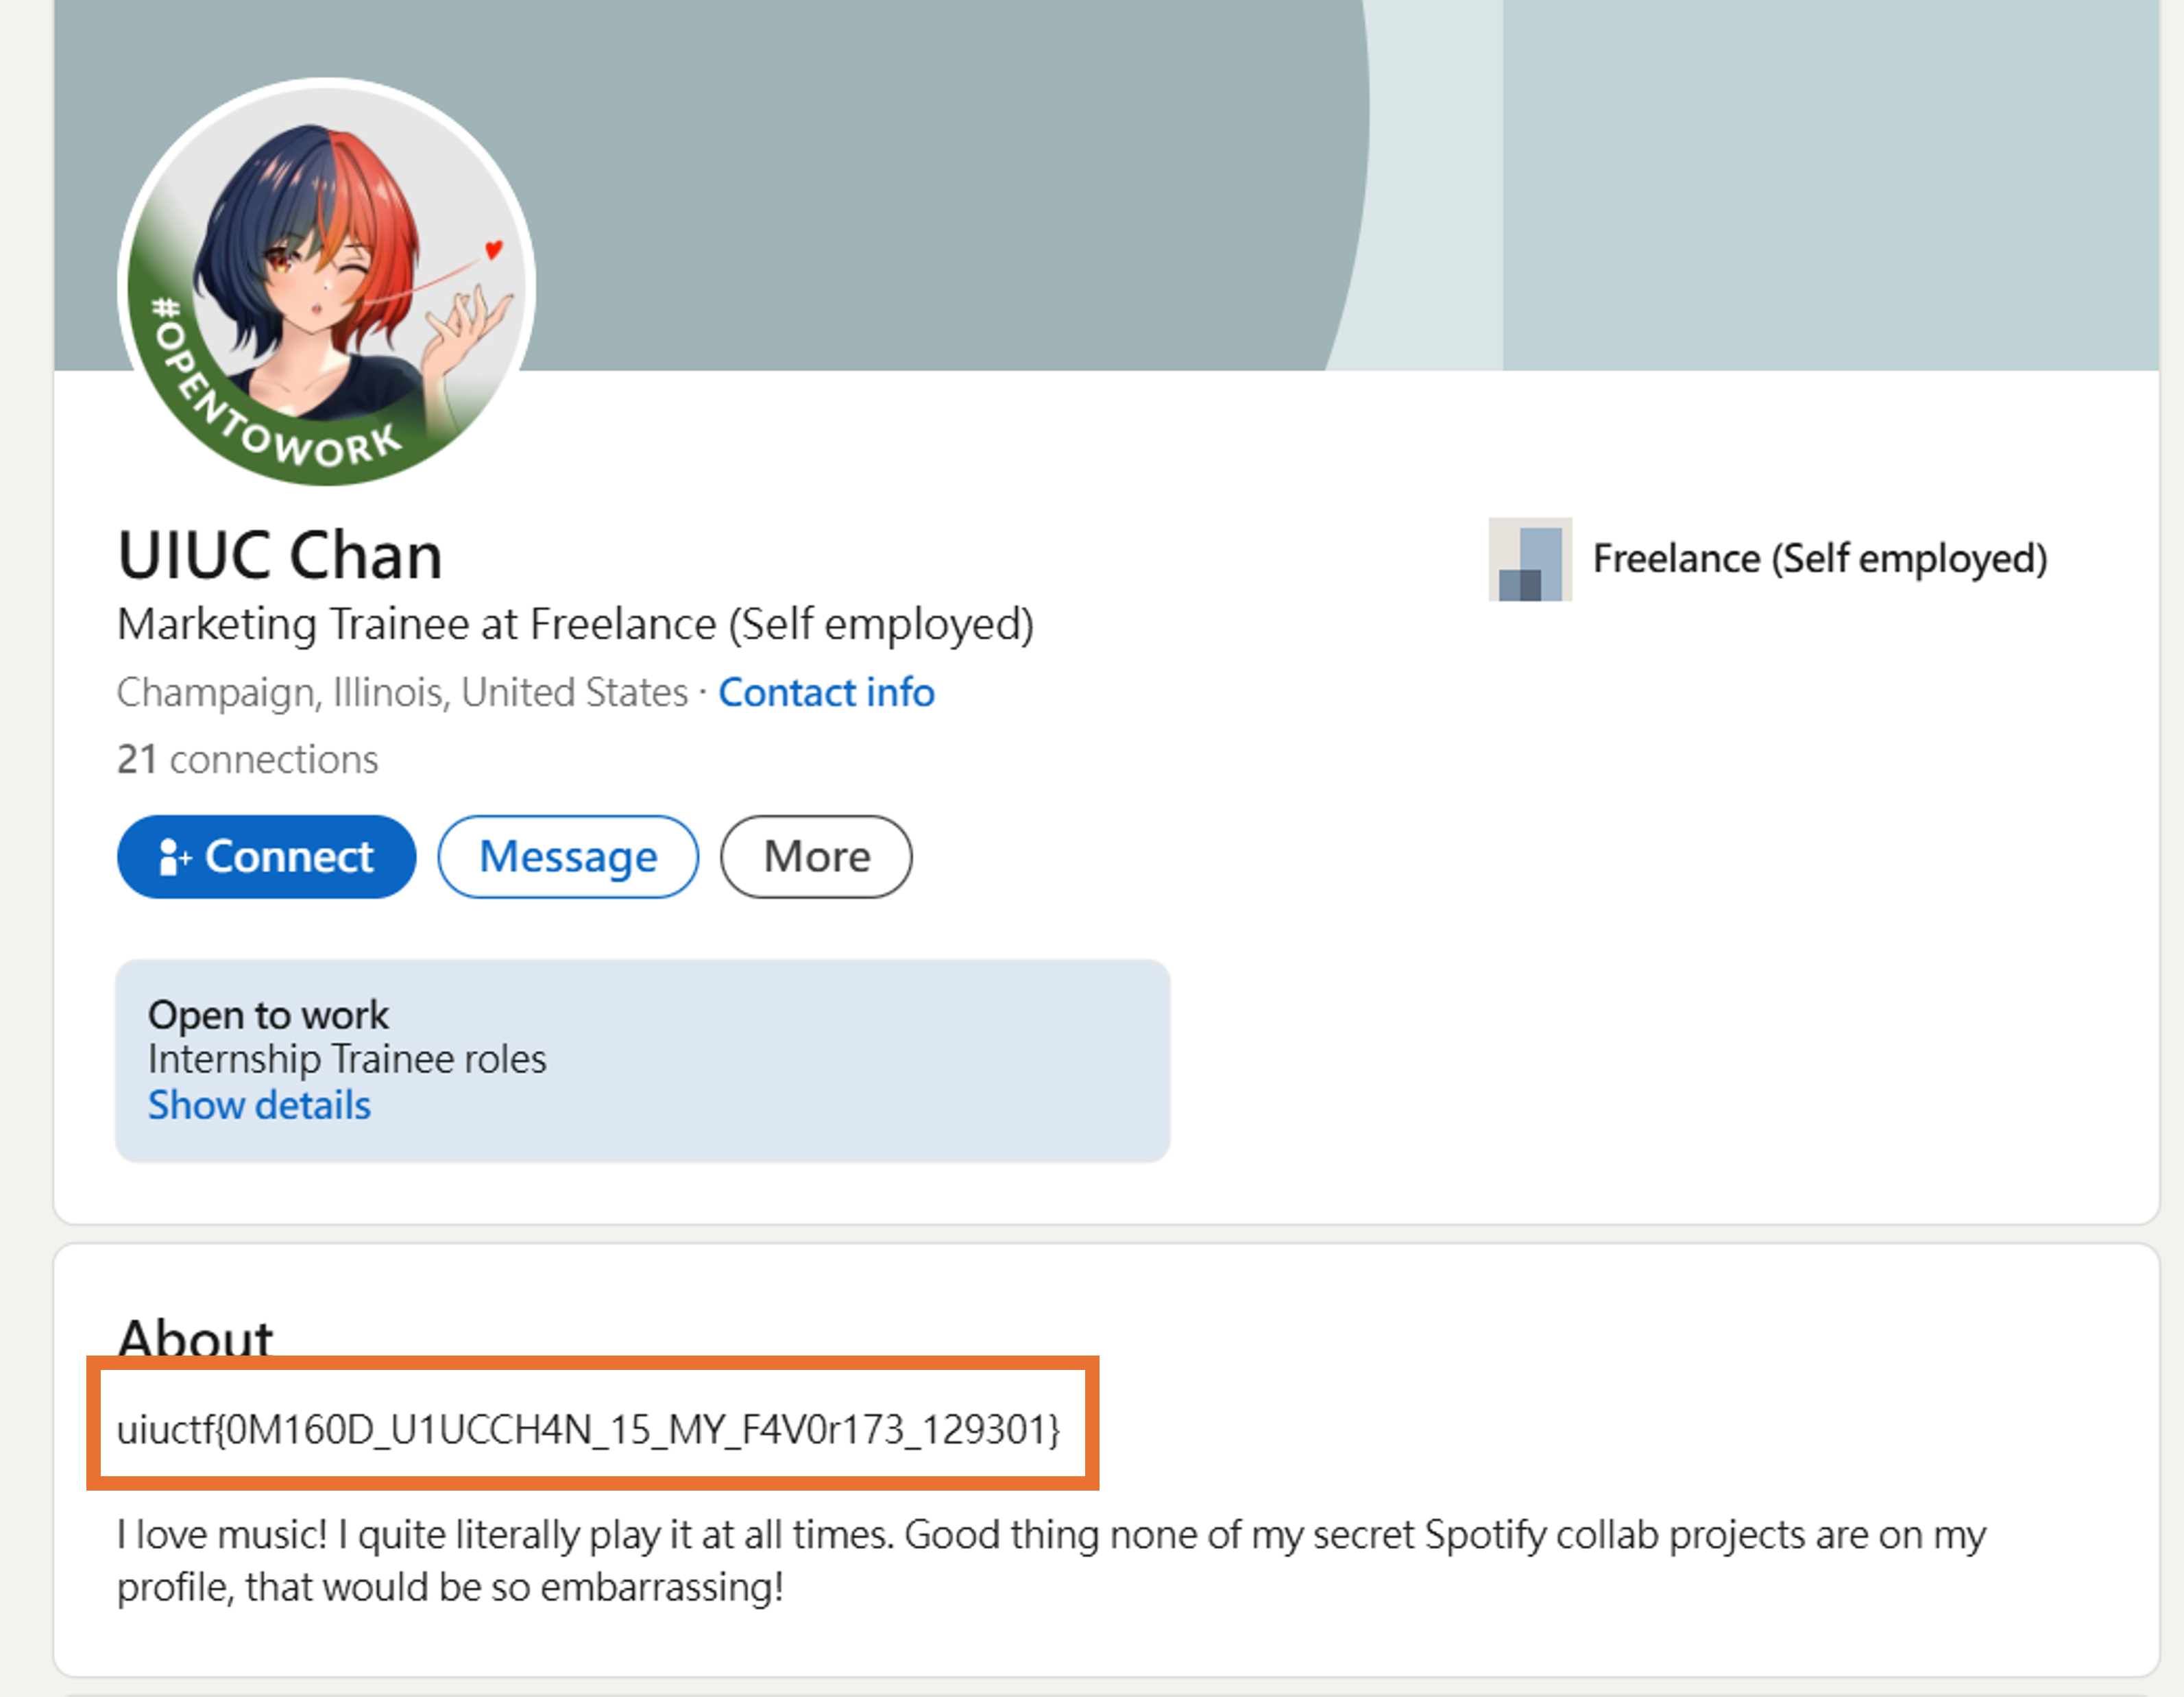 #OPENTOWORK
UIUC Chan
Freelance (Self employed)
Marketing Trainee at Freelance (Self employed)
Champaign, Illinois, United States · Contact info
21 connections
Connect
Message
More
Open to work
Internship Trainee roles
Show details
About
uiuctf{0M160D_U1UCCH4N_15_MY_F4V0r173_129301}
I love music! I quite literally play it at all times. Good thing none of my secret Spotify collab projects are on my
profile, that would be so embarrassing!